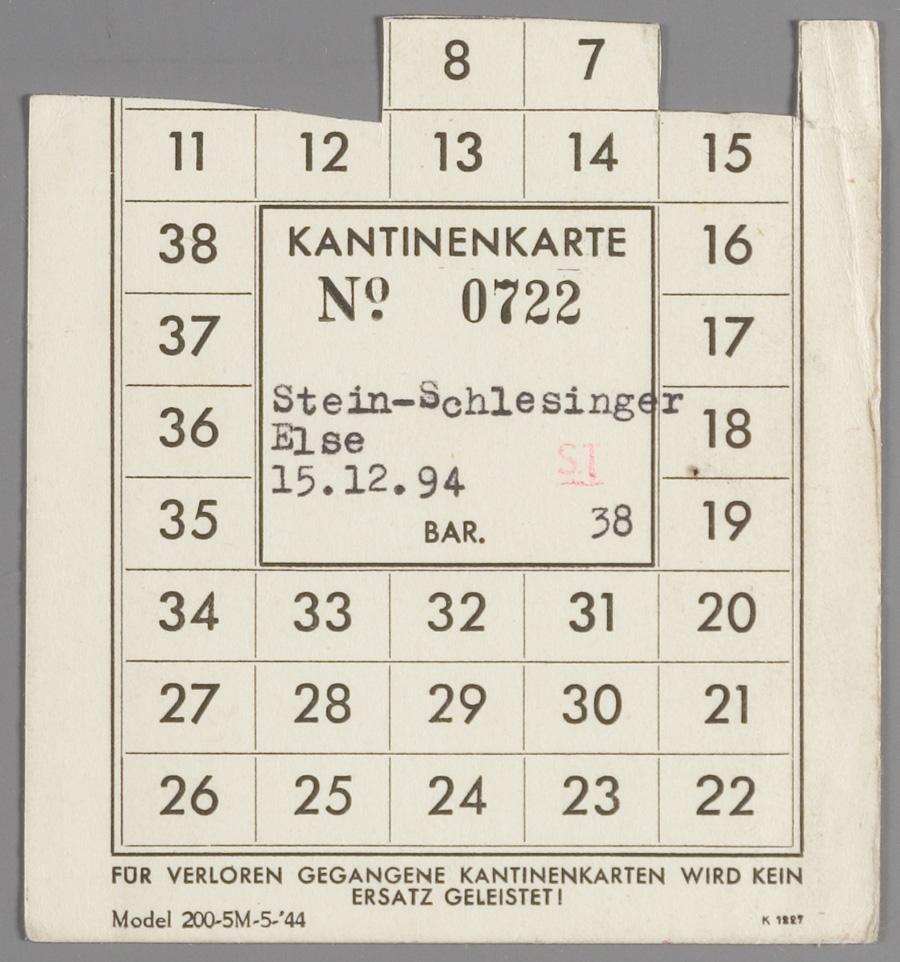 8 7
11 12 13 14 15
38 KANTINENKARTE 16
Nº 0722
37 17
Stein-Schlesinger
36 Else 18
15.12.94 S.I
35 BAR. 38 19
34 33 32 31 20
27 28 29 30 21
26 25 24 23 22
FÜR VERLOREN GEGANGENE KANTINENKARTEN WIRD KEIN
ERSATZ GELEISTET!
Model 200-5M-5-'44 K 1227